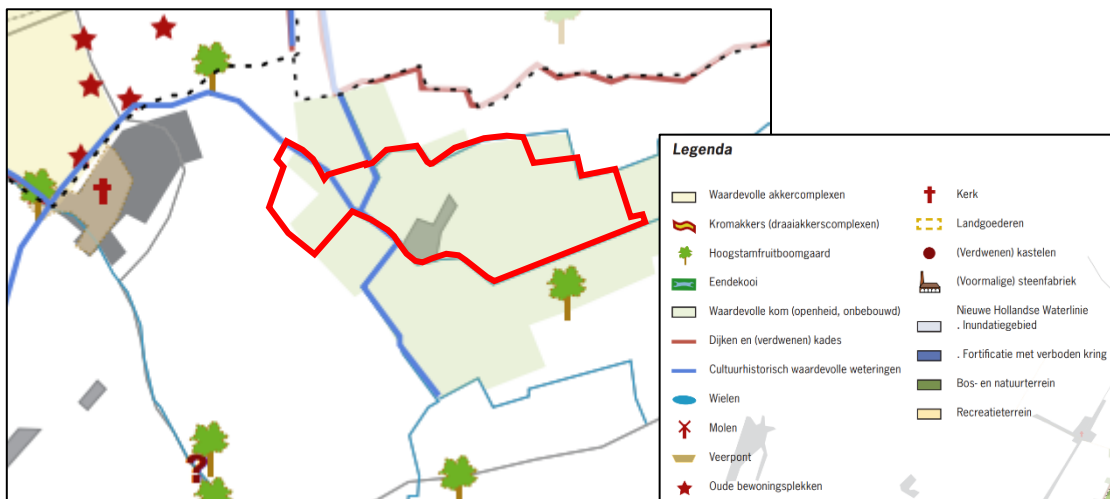 Legenda
Waardevolle akkercomplexen
Kromakkers (draaiakkerscomplexen)
Hoogstamfruitboomgaard
Eendekooi
Waardevolle kom (openheid, onbebouwd)
Dijken en (verdwenen) kades
Cultuurhistorisch waardevolle weteringen
Wielen
Molen
Veerpont
Oude bewoningsplekken
Kerk
Landgoederen
(Verdwenen) kastelen
(Voormalige) steenfabriek
Nieuwe Hollandse Waterlinie
. Inundatiegebied
. Fortificatie met verboden kring
Bos- en natuurterrein
Recreatieterrein
?